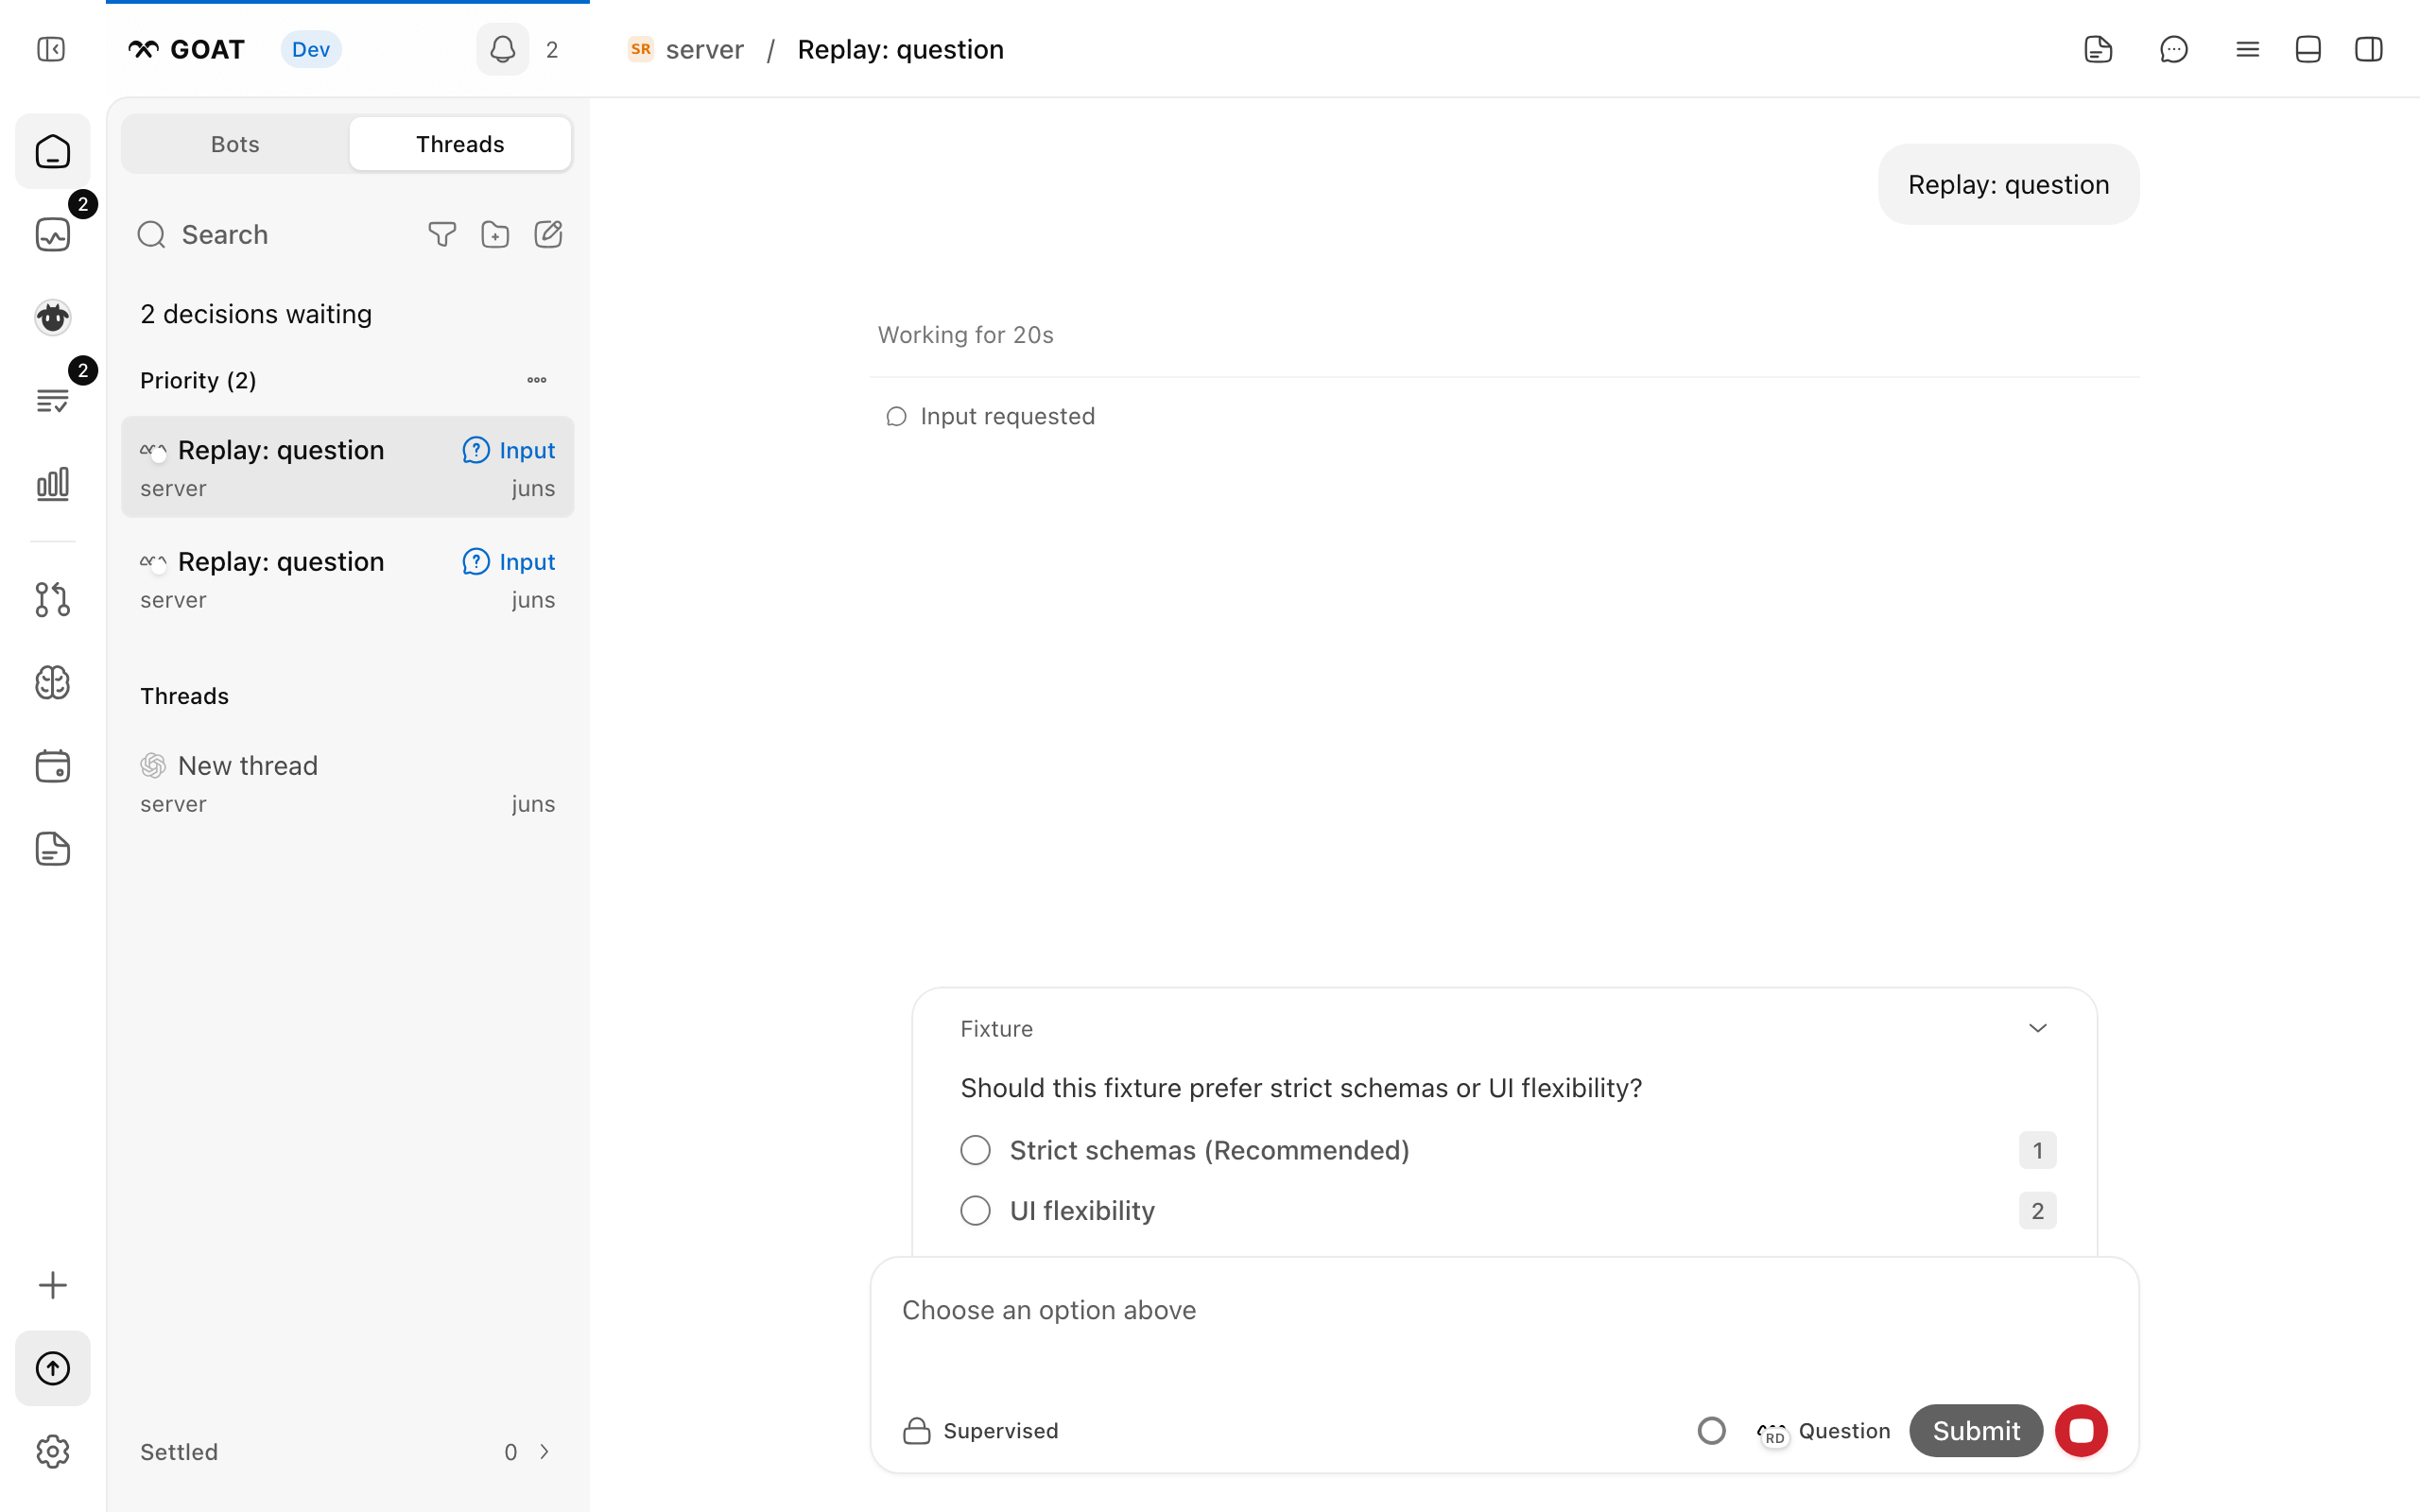 GOAT
Dev
2
SR server / Replay: question
Bots
Threads
2
Search
2 decisions waiting
2
Priority (2)
Replay: question
Input
server
juns
Replay: question
Input
server
juns
Threads
New thread
server
juns
Settled
0
Replay: question
Working for 20s
Input requested
Fixture
Should this fixture prefer strict schemas or UI flexibility?
Strict schemas (Recommended)
1
UI flexibility
2
Choose an option above
Supervised
RD
Question
Submit